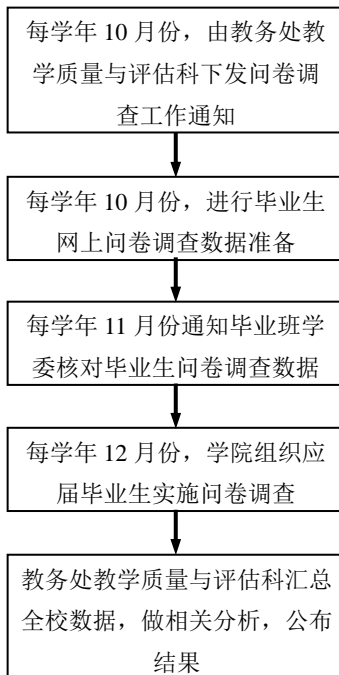 每学年 10 月份，由教务处教
学质量与评估科下发问卷调
查工作通知
每学年 10 月份，进行毕业生
网上问卷调查数据准备
每学年 11 月份通知毕业班学
委核对毕业生问卷调查数据
每学年 12 月份，学院组织应
届毕业生实施问卷调查
教务处教学质量与评估科汇总
全校数据，做相关分析，公布
结果